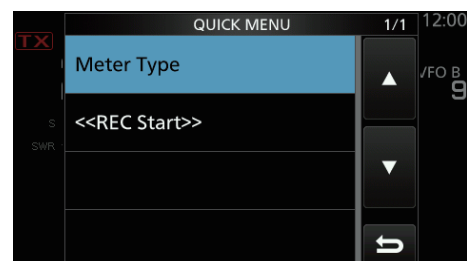 QUICK MENU 1/1 12:00
TX
Meter Type
VFO B
9
<<REC Start>>
S
SWR